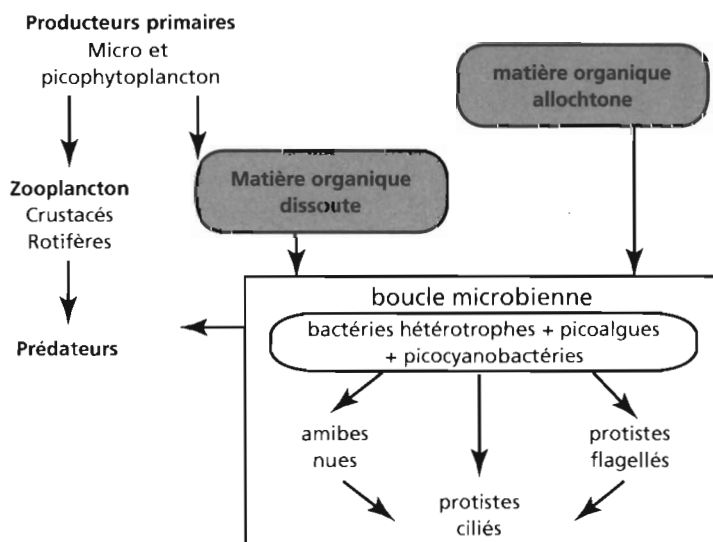 Producteurs primaires
Micro et
picophytoplancton
matière organique
allochtone
Zooplancton
Crustacés
Rotifères
Matière organique
dissoute
boucle microbienne
Prédateurs
bactéries hétérotrophes + picoalgues
+ picocyanobactéries
amibes
nues
protistes
flagellés
protistes
ciliés